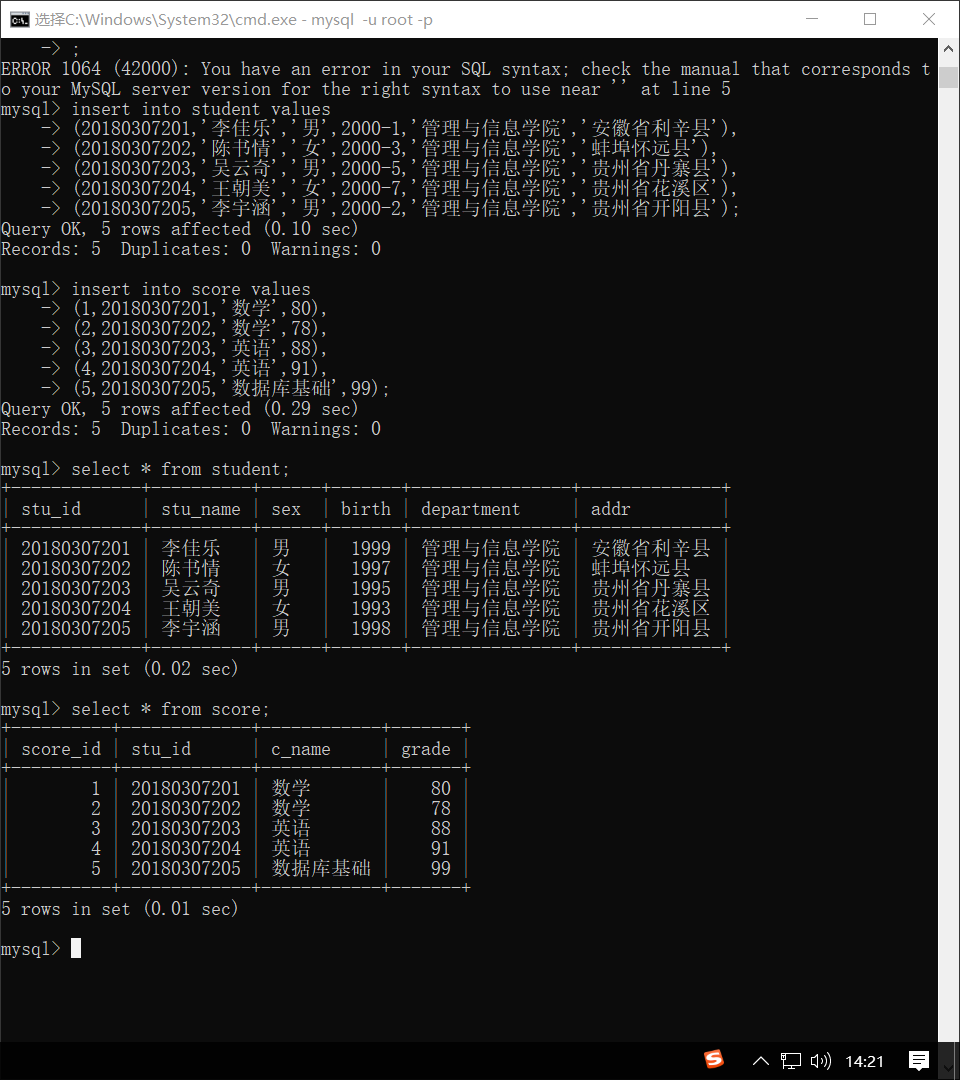 选择C:\Windows\System32\cmd.exe - mysql  -u root -p
    -> ;
ERROR 1064 (42000): You have an error in your SQL syntax; check the manual that corresponds t
o your MySQL server version for the right syntax to use near '' at line 5
mysql> insert into student values
    -> (20180307201,'李佳乐','男',2000-1,'管理与信息学院','安徽省利辛县'),
    -> (20180307202,'陈书情','女',2000-3,'管理与信息学院','蚌埠怀远县'),
    -> (20180307203,'吴云奇','男',2000-5,'管理与信息学院','贵州省丹寨县'),
    -> (20180307204,'王朝美','女',2000-7,'管理与信息学院','贵州省花溪区'),
    -> (20180307205,'李宇涵','男',2000-2,'管理与信息学院','贵州省开阳县');
Query OK, 5 rows affected (0.10 sec)
Records: 5  Duplicates: 0  Warnings: 0
mysql> insert into score values
    -> (1,20180307201,'数学',80),
    -> (2,20180307202,'数学',78),
    -> (3,20180307203,'英语',88),
    -> (4,20180307204,'英语',91),
    -> (5,20180307205,'数据库基础',99);
Query OK, 5 rows affected (0.29 sec)
Records: 5  Duplicates: 0  Warnings: 0
mysql> select * from student;
+-------------+----------+------+-------+----------------+--------------+
| stu_id      | stu_name | sex  | birth | department     | addr         |
+-------------+----------+------+-------+----------------+--------------+
| 20180307201 | 李佳乐   | 男   |  1999 | 管理与信息学院 | 安徽省利辛县 |
| 20180307202 | 陈书情   | 女   |  1997 | 管理与信息学院 | 蚌埠怀远县   |
| 20180307203 | 吴云奇   | 男   |  1995 | 管理与信息学院 | 贵州省丹寨县 |
| 20180307204 | 王朝美   | 女   |  1993 | 管理与信息学院 | 贵州省花溪区 |
| 20180307205 | 李宇涵   | 男   |  1998 | 管理与信息学院 | 贵州省开阳县 |
+-------------+----------+------+-------+----------------+--------------+
5 rows in set (0.02 sec)
mysql> select * from score;
+----------+-------------+------------+-------+
| score_id | stu_id      | c_name     | grade |
+----------+-------------+------------+-------+
|        1 | 20180307201 | 数学       |    80 |
|        2 | 20180307202 | 数学       |    78 |
|        3 | 20180307203 | 英语       |    88 |
|        4 | 20180307204 | 英语       |    91 |
|        5 | 20180307205 | 数据库基础 |    99 |
+----------+-------------+------------+-------+
5 rows in set (0.01 sec)
mysql>
14:21